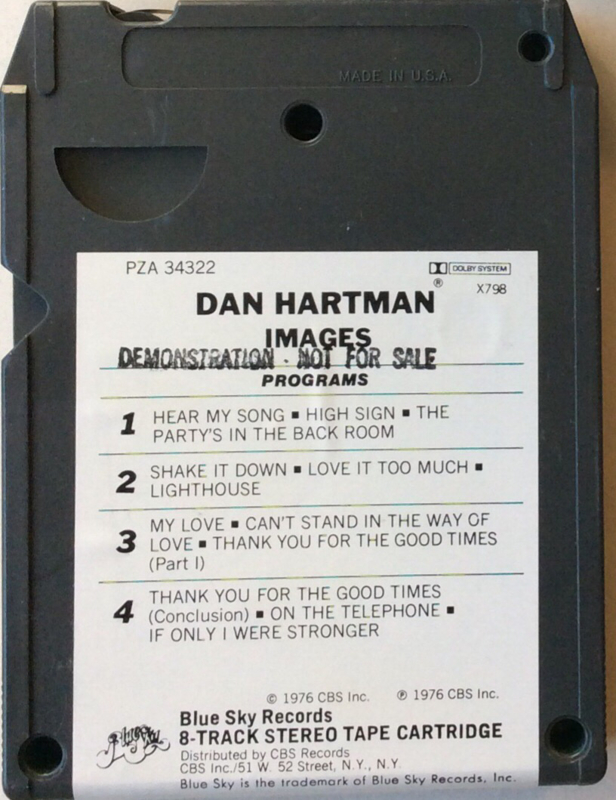 MADE IN U.S.A.
PZA 34322
DOLBY SYSTEM
®
X798
DAN HARTMAN
IMAGES
DEMONSTRATION - NOT FOR SALE
PROGRAMS
1 HEAR MY SONG ■ HIGH SIGN ■ THE
PARTY'S IN THE BACK ROOM
2 SHAKE IT DOWN ■ LOVE IT TOO MUCH ■
LIGHTHOUSE
3 MY LOVE ■ CAN'T STAND IN THE WAY OF
LOVE ■ THANK YOU FOR THE GOOD TIMES
(Part I)
4 THANK YOU FOR THE GOOD TIMES
(Conclusion) ■ ON THE TELEPHONE ■
IF ONLY I WERE STRONGER
© 1976 CBS Inc. ℗ 1976 CBS Inc.
Blue Sky
Blue Sky Records
8-TRACK STEREO TAPE CARTRIDGE
Distributed by CBS Records
CBS Inc./51 W. 52 Street, N.Y., N.Y.
Blue Sky is the trademark of Blue Sky Records, Inc.